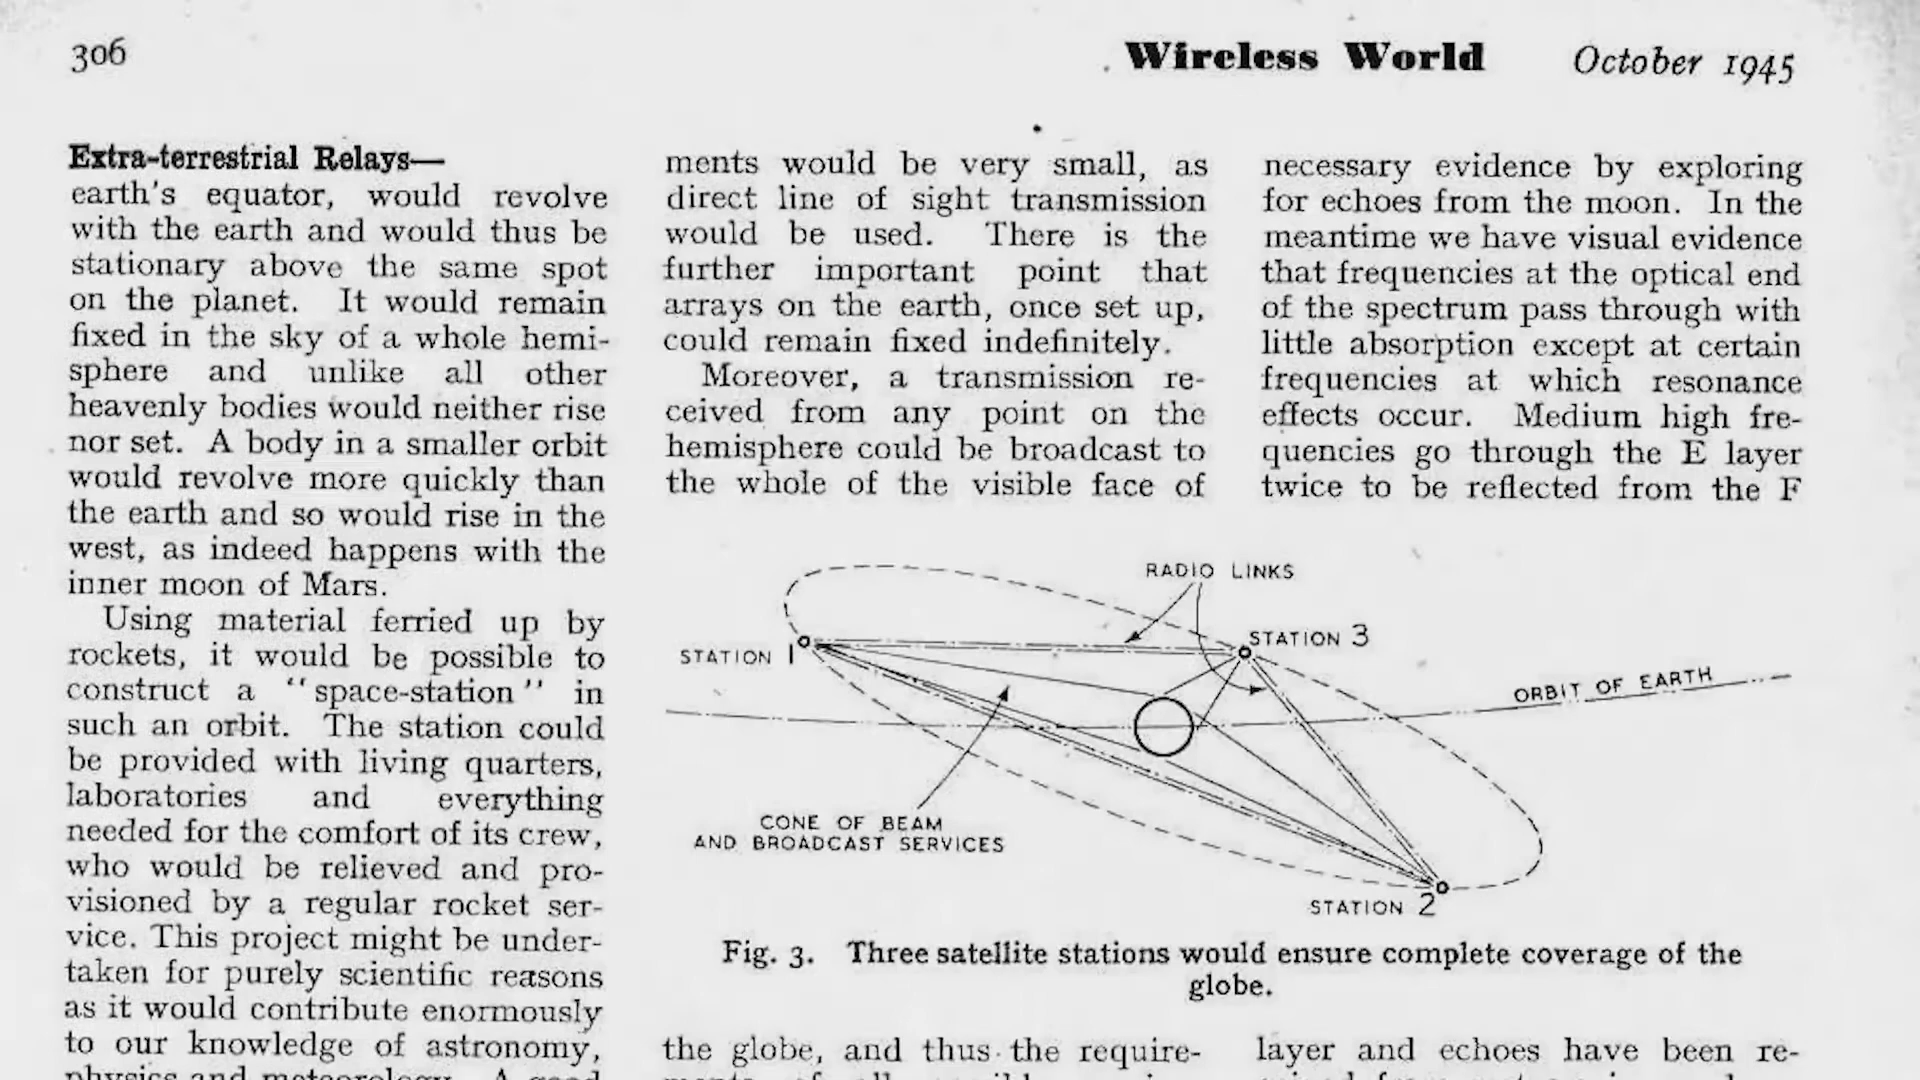 306
Wireless World
October 1945
Extra-terrestrial Relays—
earth's equator, would revolve
with the earth and would thus be
stationary above the same spot
on the planet. It would remain
fixed in the sky of a whole hemi-
sphere and unlike all other
heavenly bodies would neither rise
nor set. A body in a smaller orbit
would revolve more quickly than
the earth and so would rise in the
west, as indeed happens with the
inner moon of Mars.
Using material ferried up by
rockets, it would be possible to
construct a "space-station" in
such an orbit. The station could
be provided with living quarters,
laboratories and everything
needed for the comfort of its crew,
who would be relieved and pro-
visioned by a regular rocket ser-
vice. This project might be under-
taken for purely scientific reasons
as it would contribute enormously
to our knowledge of astronomy,
physics and meteorology. A good
ments would be very small, as
direct line of sight transmission
would be used. There is the
further important point that
arrays on the earth, once set up,
could remain fixed indefinitely.
Moreover, a transmission re-
ceived from any point on the
hemisphere could be broadcast to
the whole of the visible face of
necessary evidence by exploring
for echoes from the moon. In the
meantime we have visual evidence
that frequencies at the optical end
of the spectrum pass through with
little absorption except at certain
frequencies at which resonance
effects occur. Medium high fre-
quencies go through the E layer
twice to be reflected from the F
RADIO LINKS
STATION 3
STATION 1
ORBIT OF EARTH
CONE OF BEAM
AND BROADCAST SERVICES
STATION 2
Fig. 3. Three satellite stations would ensure complete coverage of the
globe.
the globe, and thus the require-
layer and echoes have been re-